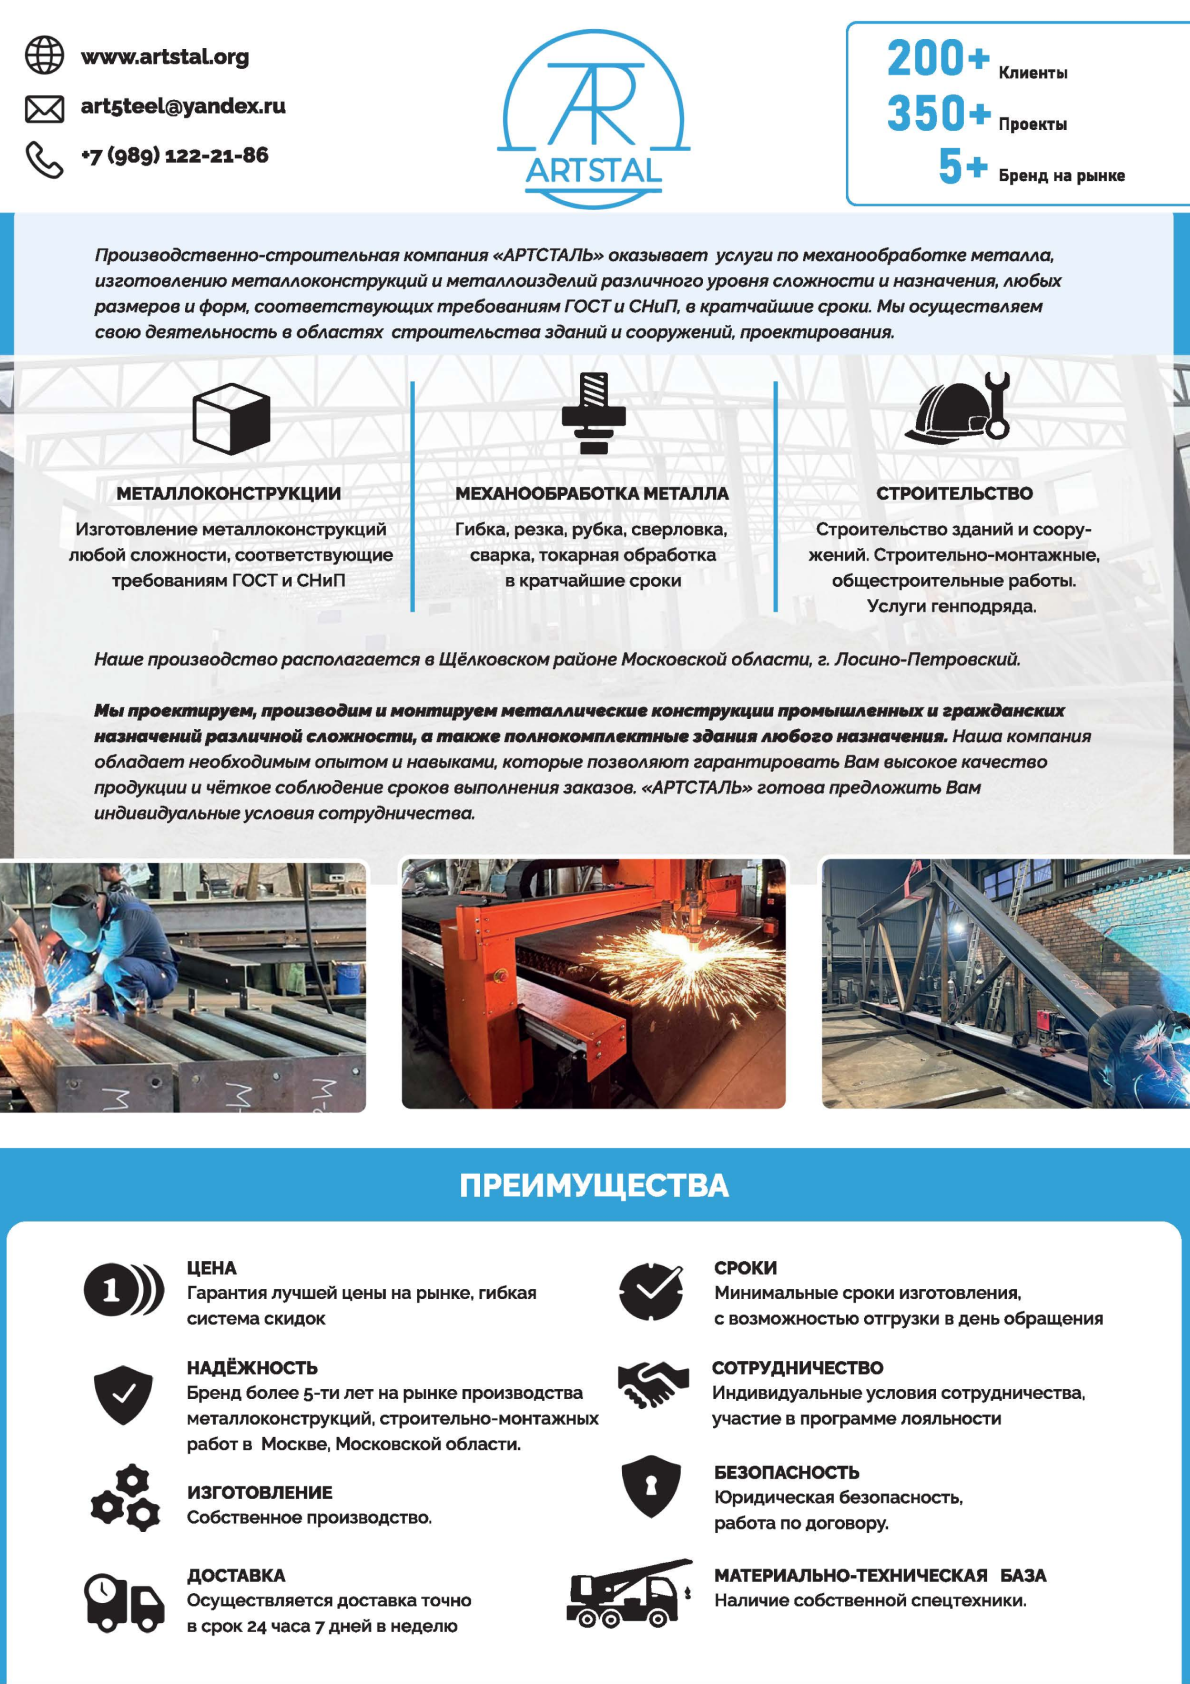 www.artstal.org
art5teel@yandex.ru
+7 (989) 122-21-86
AR
ARTSTAL
200+ Клиенты
350+ Проекты
5+ Бренд на рынке
Производственно-строительная компания «АРТСТАЛЬ» оказывает услуги по механообработке металла,
изготовлению металлоконструкций и металлоизделий различного уровня сложности и назначения, любых
размеров и форм, соответствующих требованиям ГОСТ и СНиП, в кратчайшие сроки. Мы осуществляем
свою деятельность в областях строительства зданий и сооружений, проектирования.
МЕТАЛЛОКОНСТРУКЦИИ
Изготовление металлоконструкций
любой сложности, соответствующие
требованиям ГОСТ и СНиП
МЕХАНООБРАБОТКА МЕТАЛЛА
Гибка, резка, рубка, сверловка,
сварка, токарная обработка
в кратчайшие сроки
СТРОИТЕЛЬСТВО
Строительство зданий и соору-
жений. Строительно-монтажные,
общестроительные работы.
Услуги генподряда.
Наше производство располагается в Щёлковском районе Московской области, г. Лосино-Петровский.
Мы проектируем, производим и монтируем металлические конструкции промышленных и гражданских
назначений различной сложности, а также полнокомплектные здания любого назначения. Наша компания
обладает необходимым опытом и навыками, которые позволяют гарантировать Вам высокое качество
продукции и чёткое соблюдение сроков выполнения заказов. «АРТСТАЛЬ» готова предложить Вам
индивидуальные условия сотрудничества.
ПРЕИМУЩЕСТВА
1
ЦЕНА
Гарантия лучшей цены на рынке, гибкая
система скидок
НАДЁЖНОСТЬ
Бренд более 5-ти лет на рынке производства
металлоконструкций, строительно-монтажных
работ в Москве, Московской области.
ИЗГОТОВЛЕНИЕ
Собственное производство.
ДОСТАВКА
Осуществляется доставка точно
в срок 24 часа 7 дней в неделю
СРОКИ
Минимальные сроки изготовления,
с возможностью отгрузки в день обращения
СОТРУДНИЧЕСТВО
Индивидуальные условия сотрудничества,
участие в программе лояльности
БЕЗОПАСНОСТЬ
Юридическая безопасность,
работа по договору.
МАТЕРИАЛЬНО-ТЕХНИЧЕСКАЯ БАЗА
Наличие собственной спецтехники.